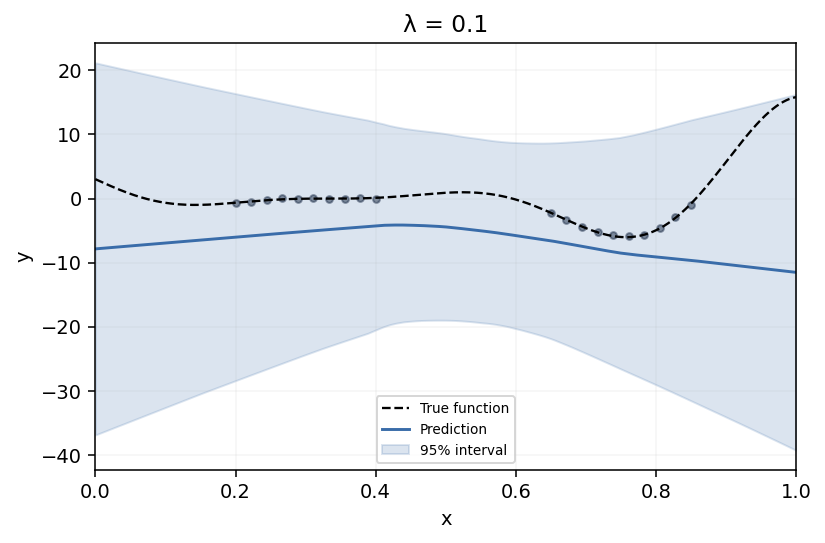 λ = 0.1
20
10
0
−10
−20
−30
−40
y
True function
Prediction
95% interval
0.0 0.2 0.4 0.6 0.8 1.0
x